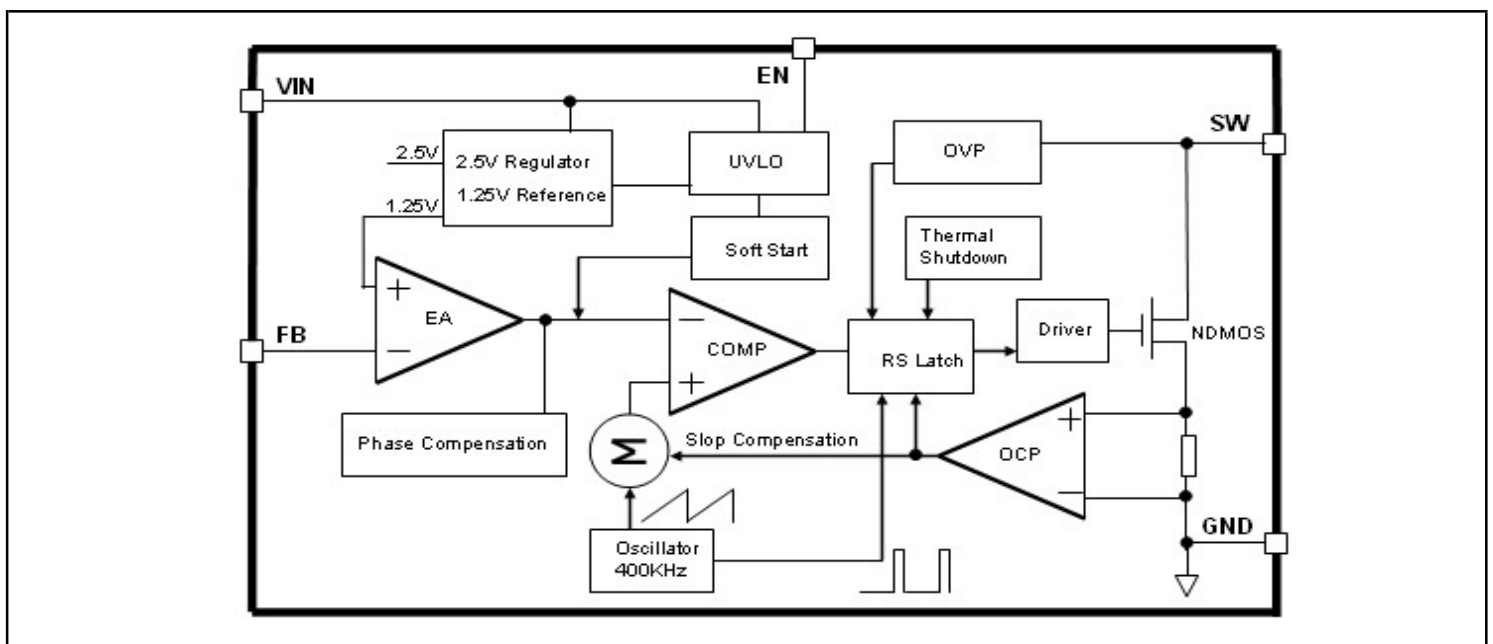 EN
VIN
SW
2.5V
2.5V Regulator
1.25V Reference
1.25V
UVLO
OVP
Soft Start
Thermal
Shutdown
+
EA
−
FB
−
COMP
+
RS Latch
Driver
NDMOS
Phase Compensation
Σ
Slop Compensation
+
OCP
−
GND
Oscillator
400KHz